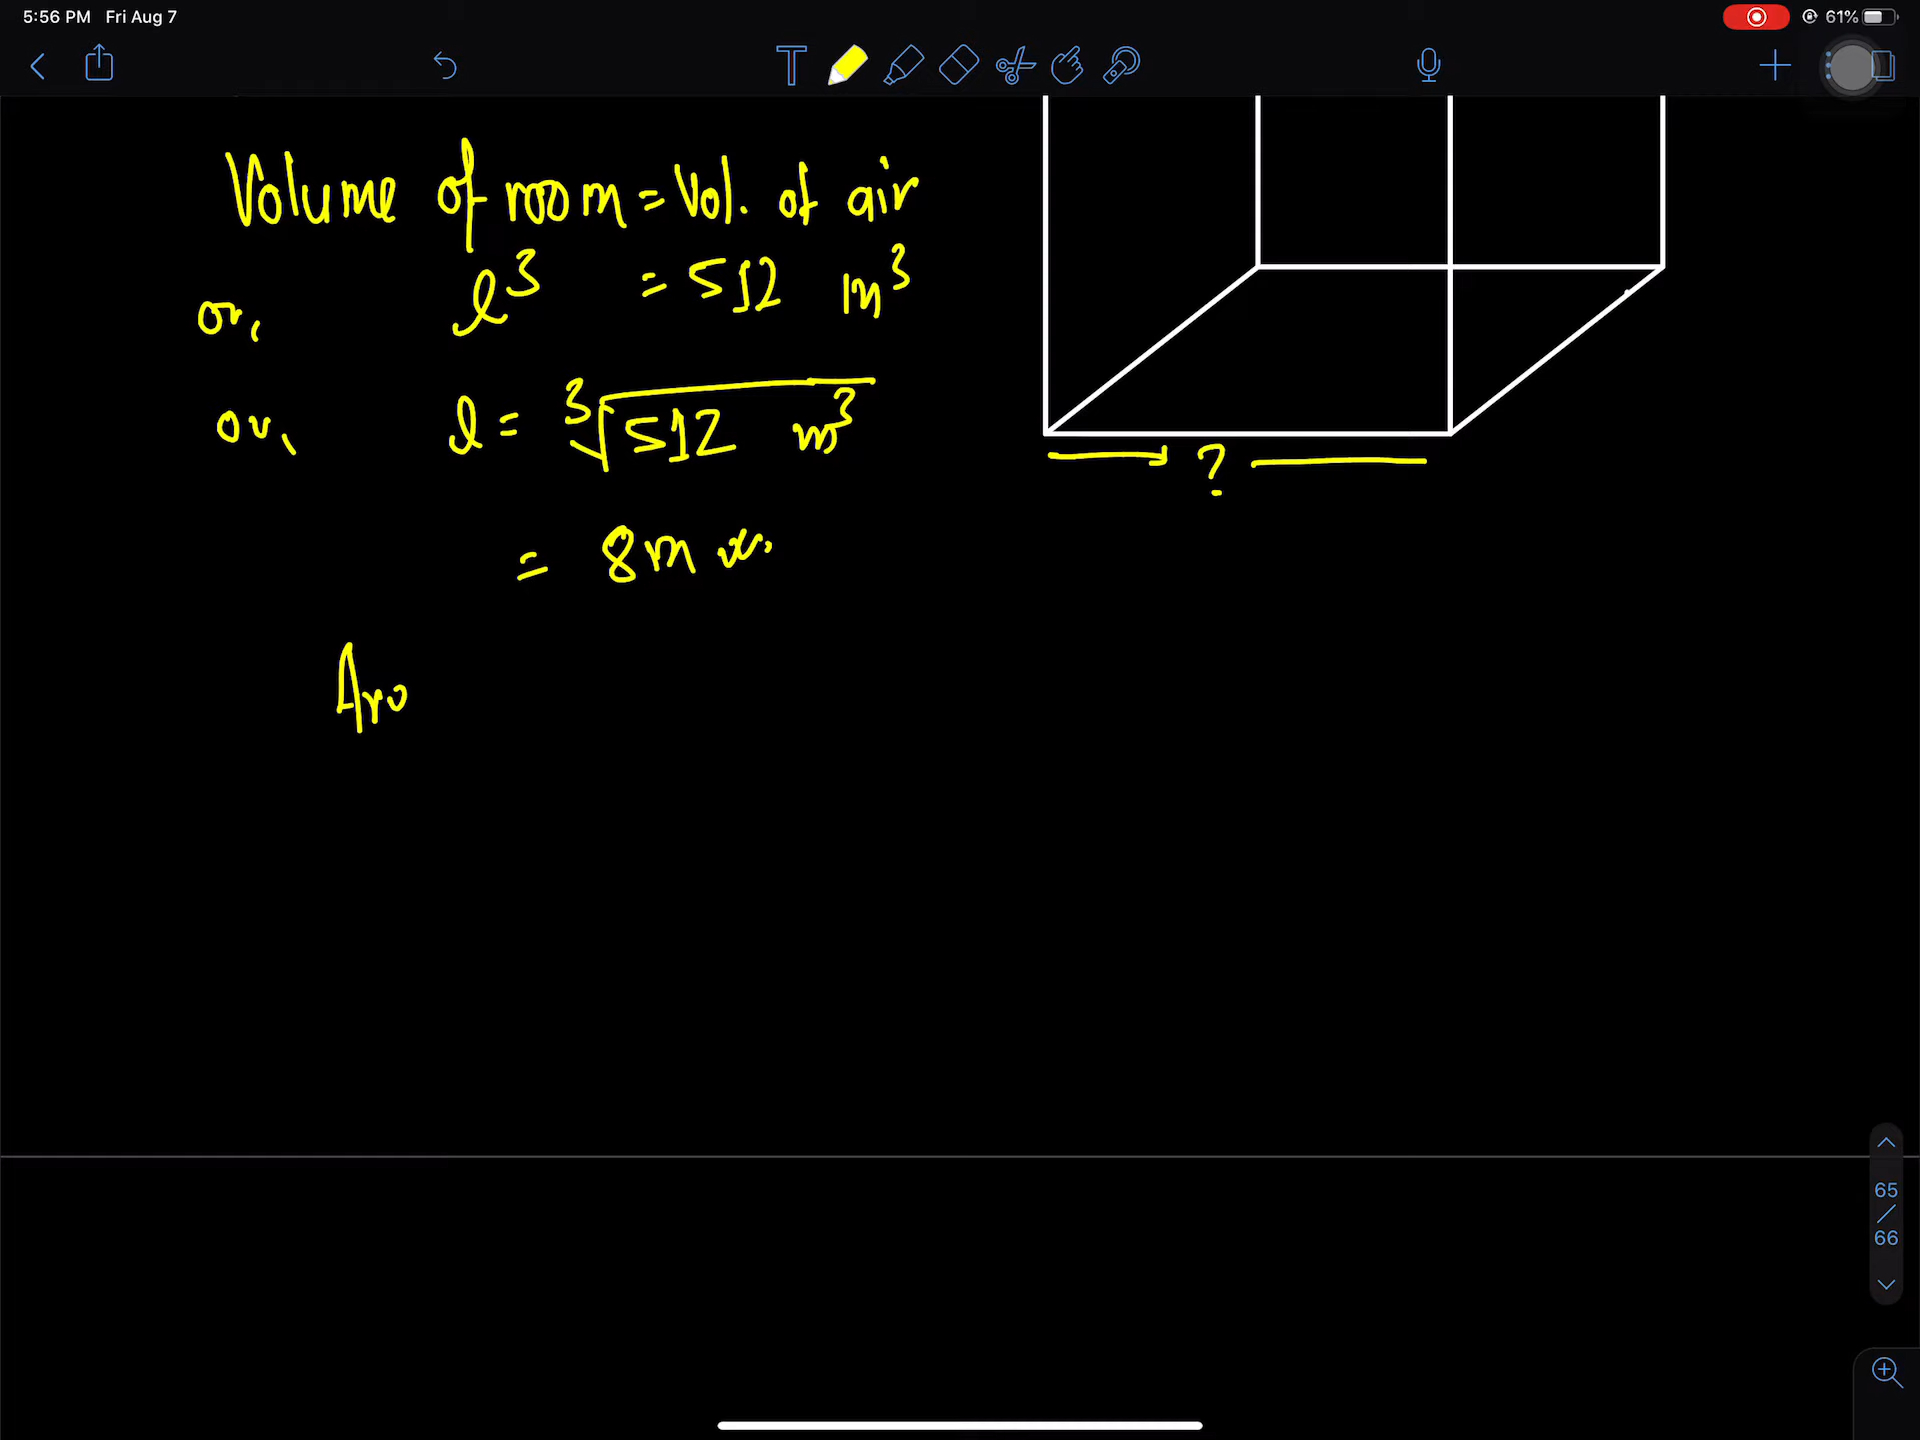 5:56 PM Fri Aug 7
61%
T
Volume of room = Vol. of air
or, l³ = 512 m³
or, l = ∛512 m³
?
= 8m
65
/
66